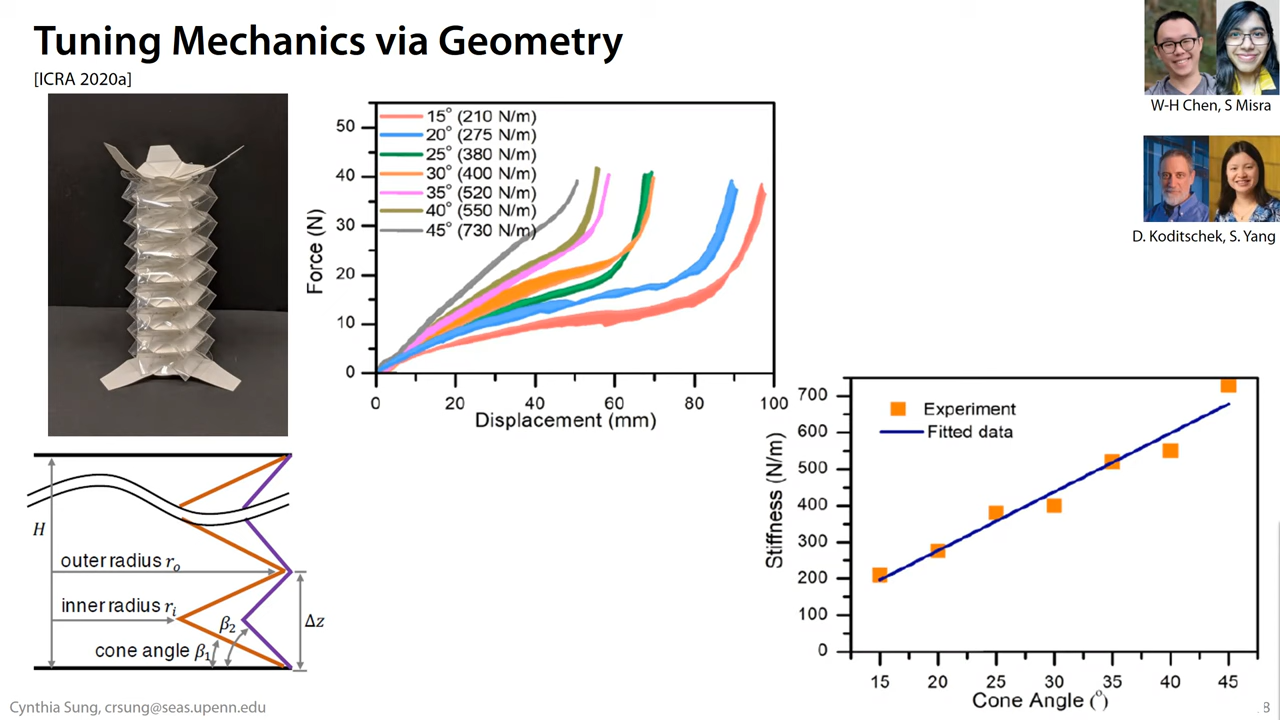 Tuning Mechanics via Geometry
[ICRA 2020a]
W-H Chen, S Misra
D. Koditschek, S. Yang
15° (210 N/m)
20° (275 N/m)
25° (380 N/m)
30° (400 N/m)
35° (520 N/m)
40° (550 N/m)
45° (730 N/m)
Force (N)
50
40
30
20
10
0
0 20 40 60 80 100
Displacement (mm)
H
outer radius rₒ
inner radius rᵢ
β₂
cone angle β₁
Δz
Experiment
Fitted data
Stiffness (N/m)
700
600
500
400
300
200
100
0
15 20 25 30 35 40 45
Cone Angle (°)
Cynthia Sung, crsung@seas.upenn.edu
8